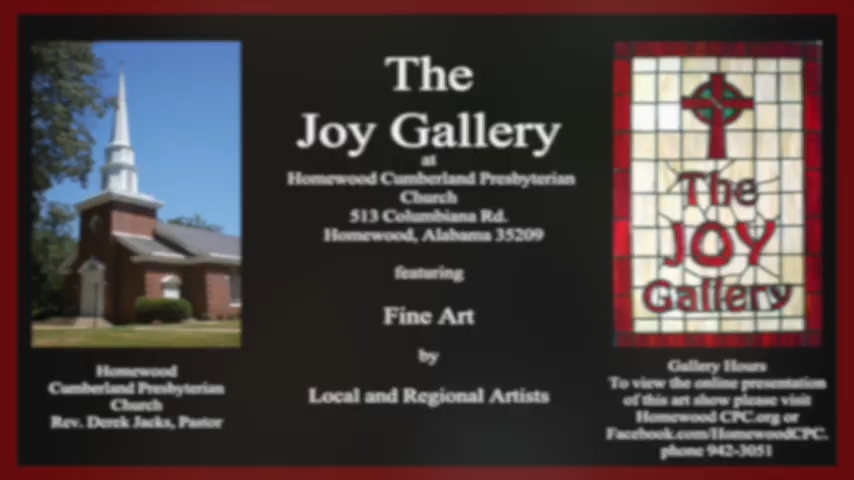 The
Joy Gallery
at
Homewood Cumberland Presbyterian
Church
513 Columbiana Rd.
Homewood, Alabama 35209
featuring
Fine Art
by
Local and Regional Artists
Homewood
Cumberland Presbyterian
Church
Rev. Derek Jacks, Pastor
The
JOY
Gallery
Gallery Hours
To view the online presentation
of this art show please visit
Homewood CPC.org or
Facebook.com/HomewoodCPC.
phone 942-3051